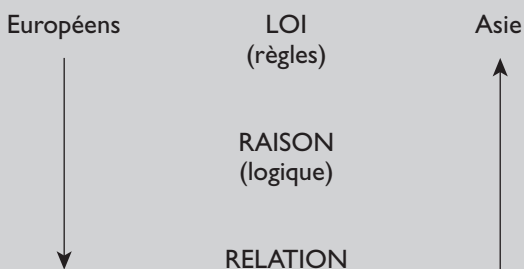 Européens LOI Asie
(règles)
RAISON
(logique)
RELATION